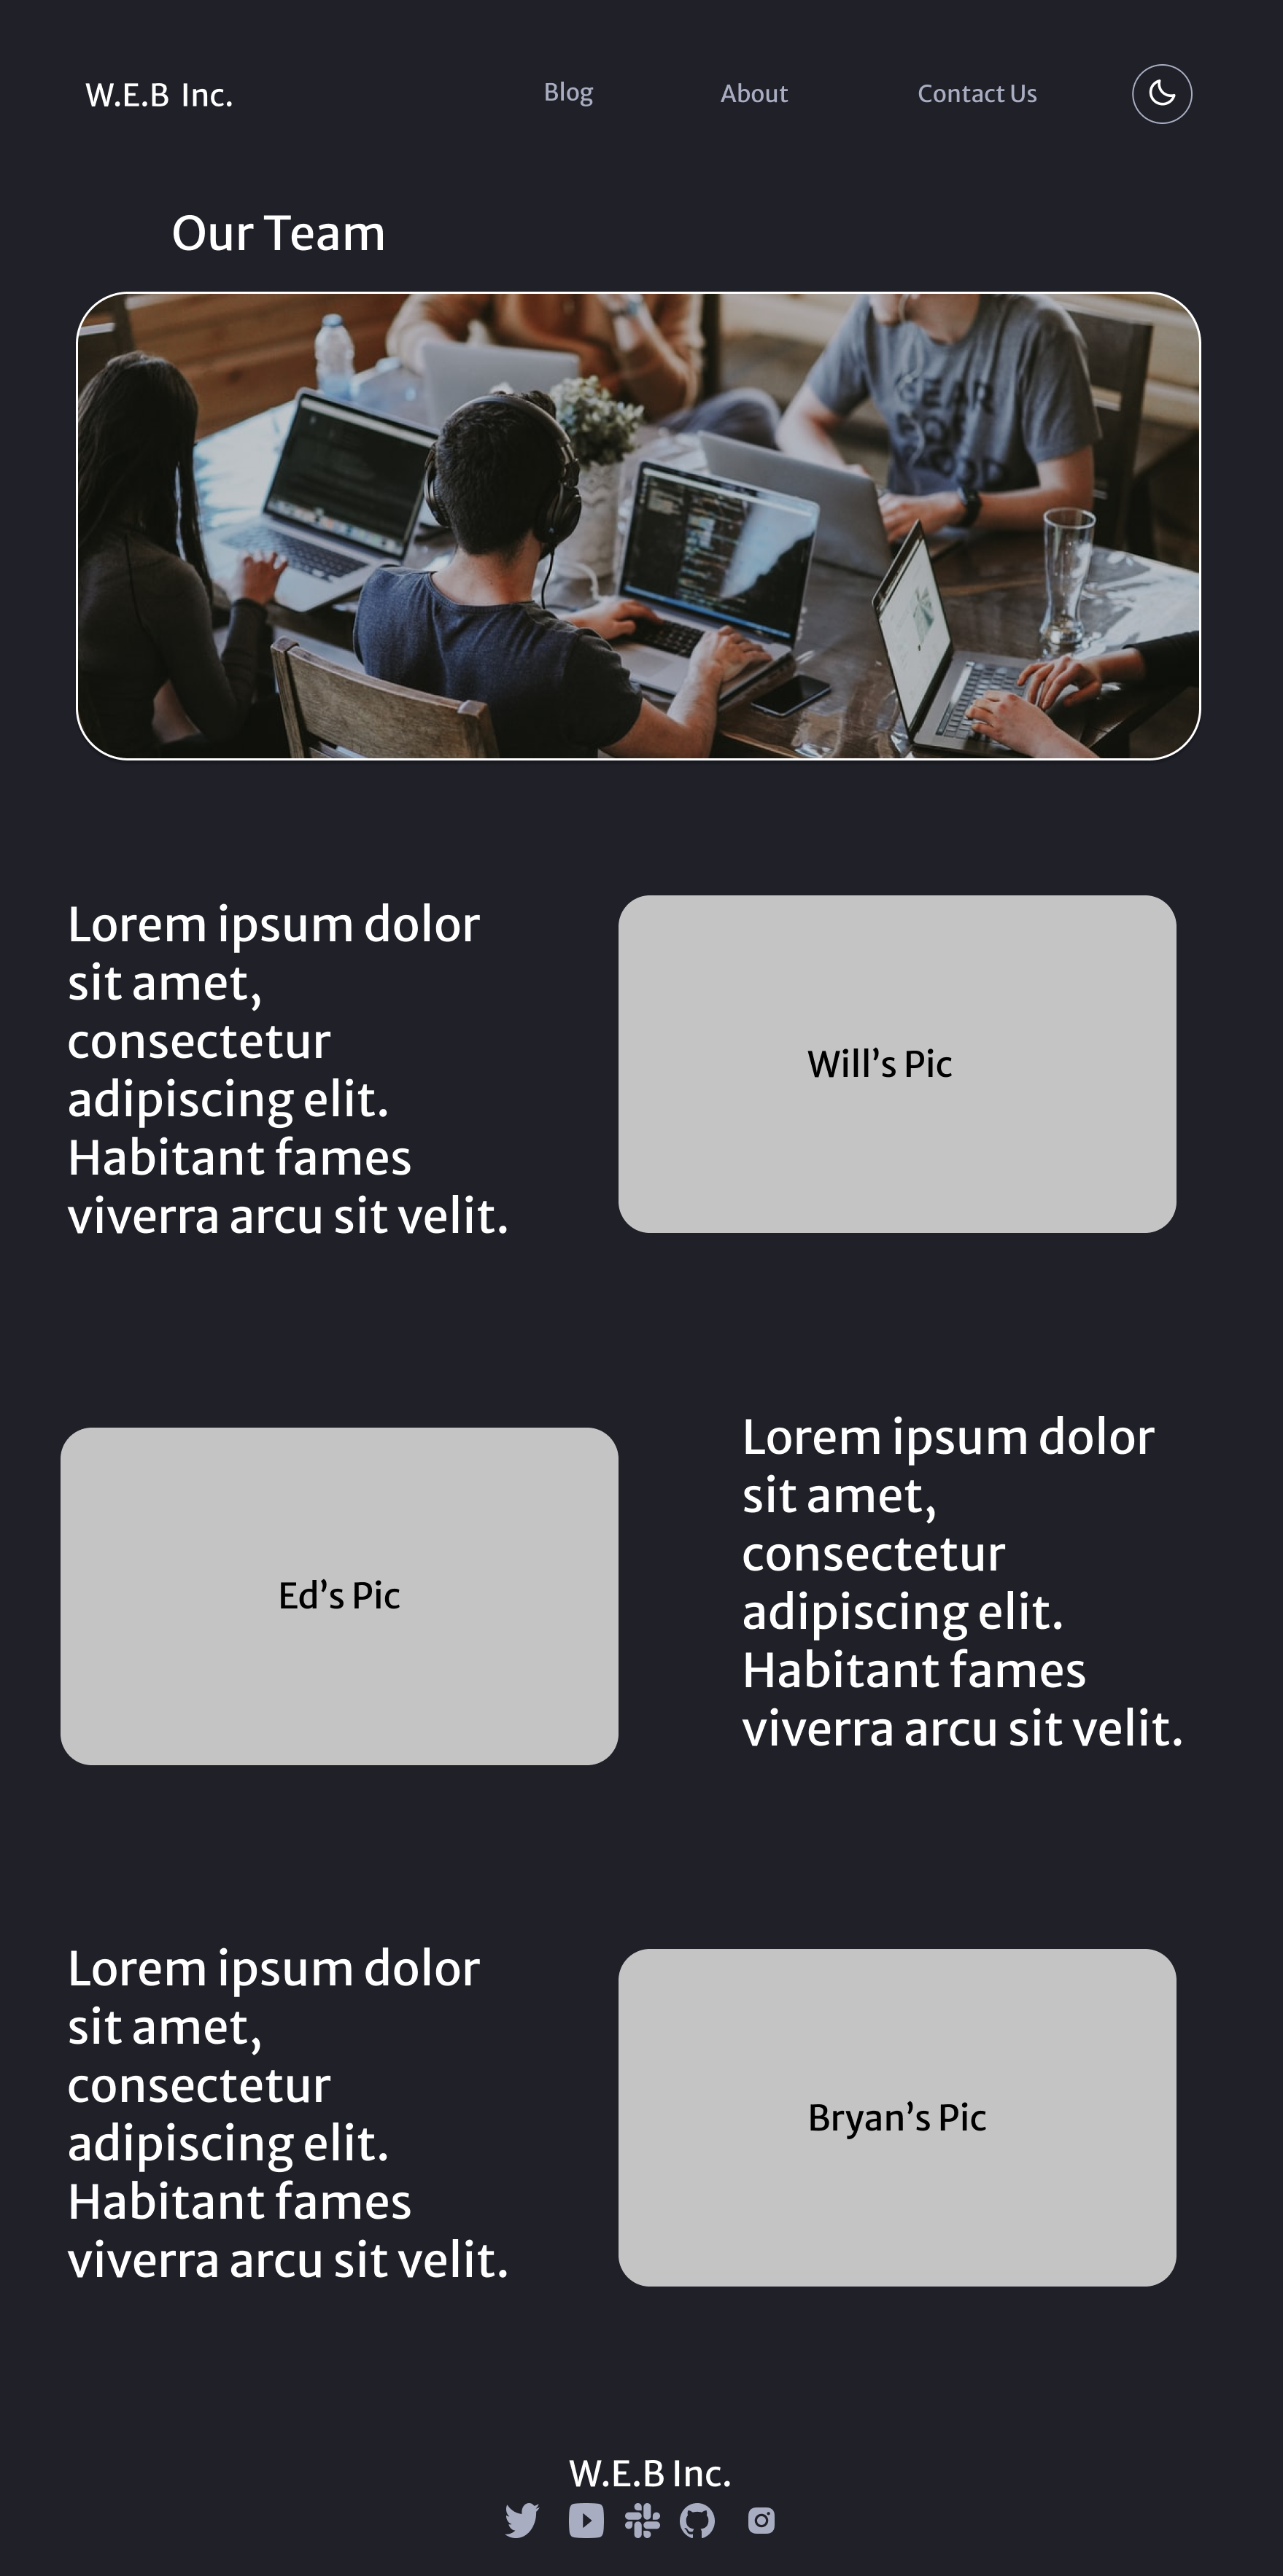 W.E.B Inc.
Blog
About
Contact Us
Our Team
Lorem ipsum dolor
sit amet,
consectetur
adipiscing elit.
Habitant fames
viverra arcu sit velit.
Will’s Pic
Ed’s Pic
Lorem ipsum dolor
sit amet,
consectetur
adipiscing elit.
Habitant fames
viverra arcu sit velit.
Lorem ipsum dolor
sit amet,
consectetur
adipiscing elit.
Habitant fames
viverra arcu sit velit.
Bryan’s Pic
W.E.B Inc.